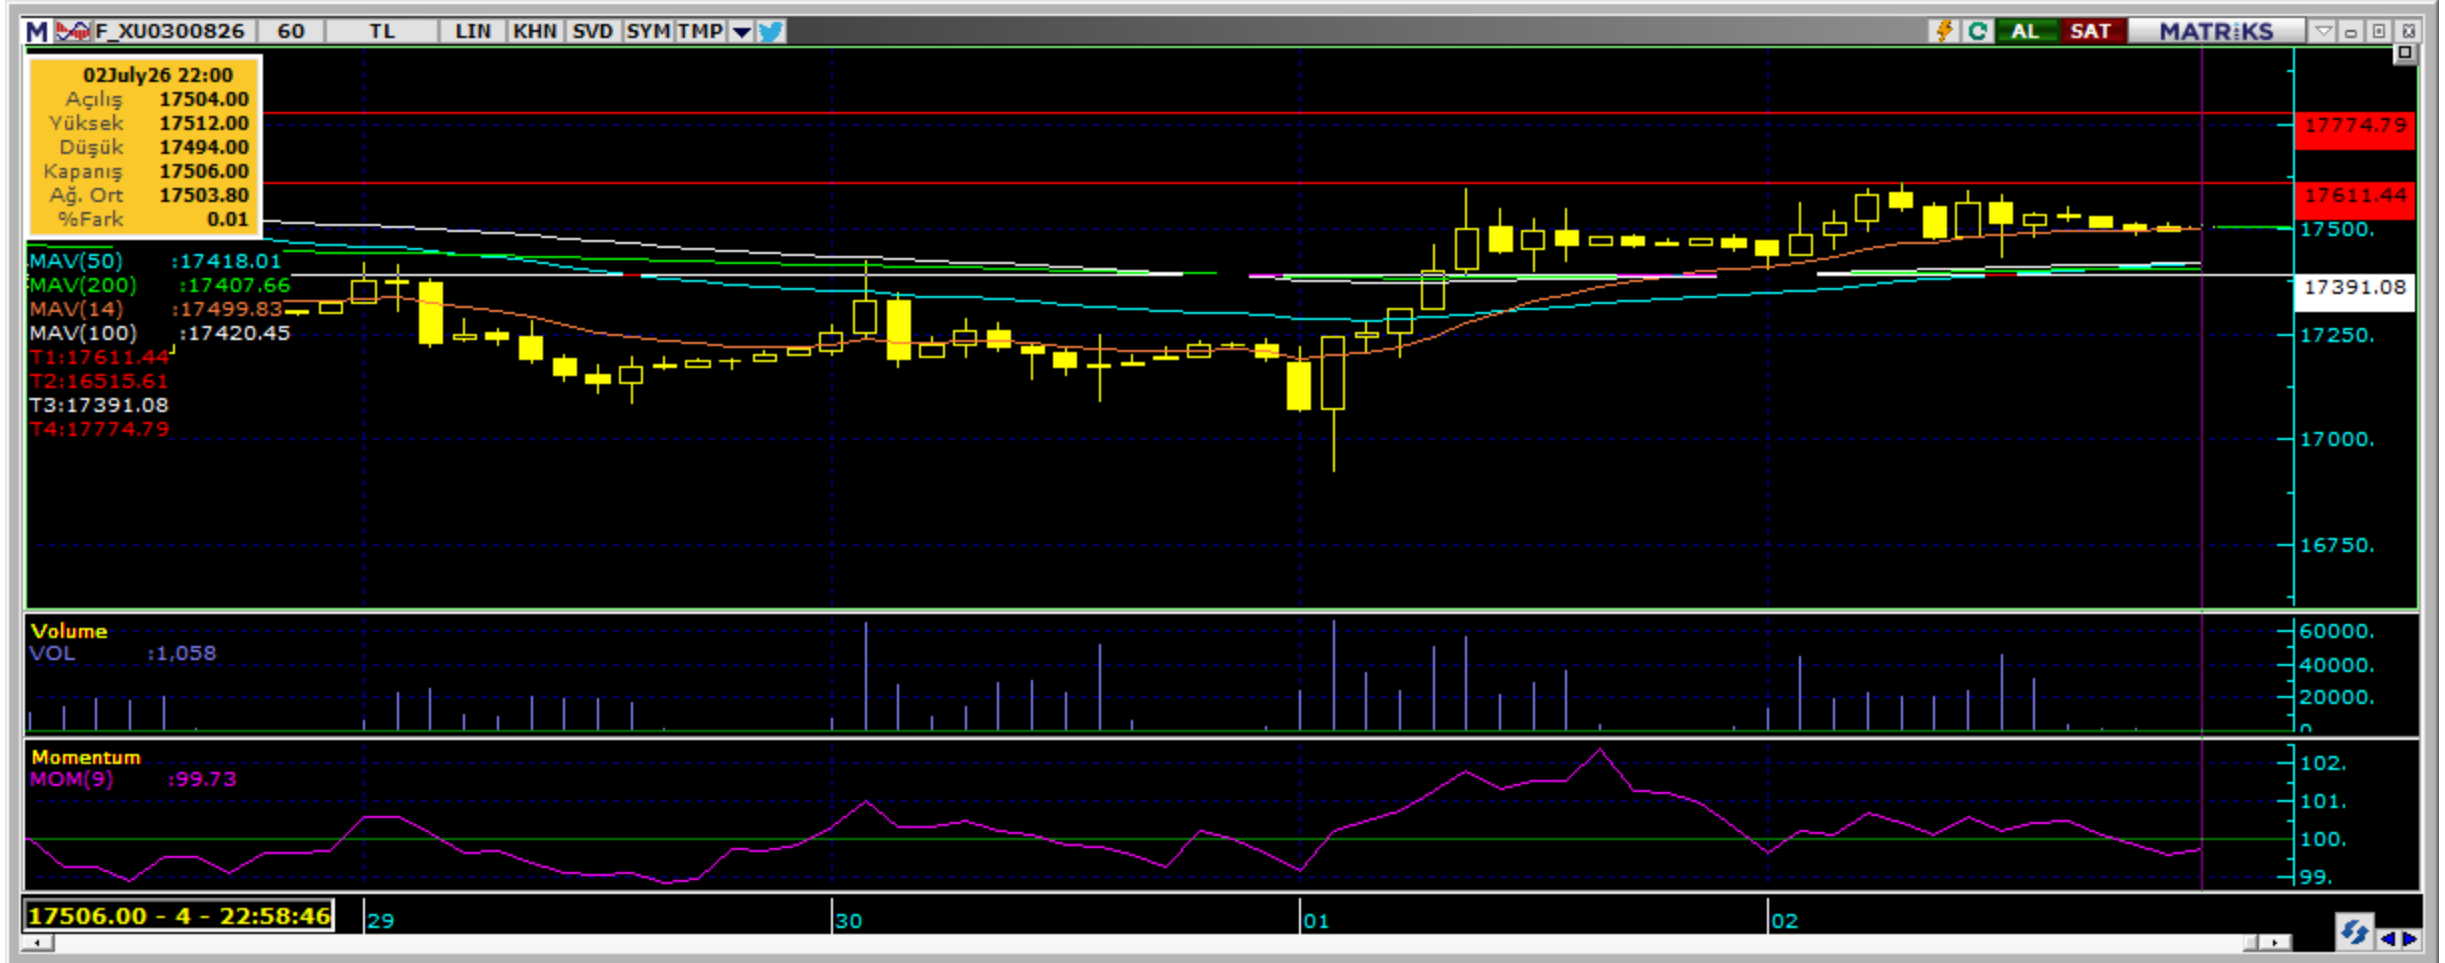 M F_XU0300826 60 TL LIN KHN SVD SYM TMP AL SAT MATRİKS
02July26 22:00
Açılış 17504.00
Yüksek 17512.00
Düşük 17494.00
Kapanış 17506.00
Ağ. Ort 17503.80
%Fark 0.01
MAV(50) :17418.01
MAV(200) :17407.66
MAV(14) :17499.83
MAV(100) :17420.45
T1:17611.44
T2:16515.61
T3:17391.08
T4:17774.79
17774.79
17611.44
17500.
17391.08
17250.
17000.
16750.
Volume
VOL :1,058
60000.
40000.
20000.
0
Momentum
MOM(9) :99.73
102.
101.
100.
99.
17506.00 - 4 - 22:58:46
29 30 01 02